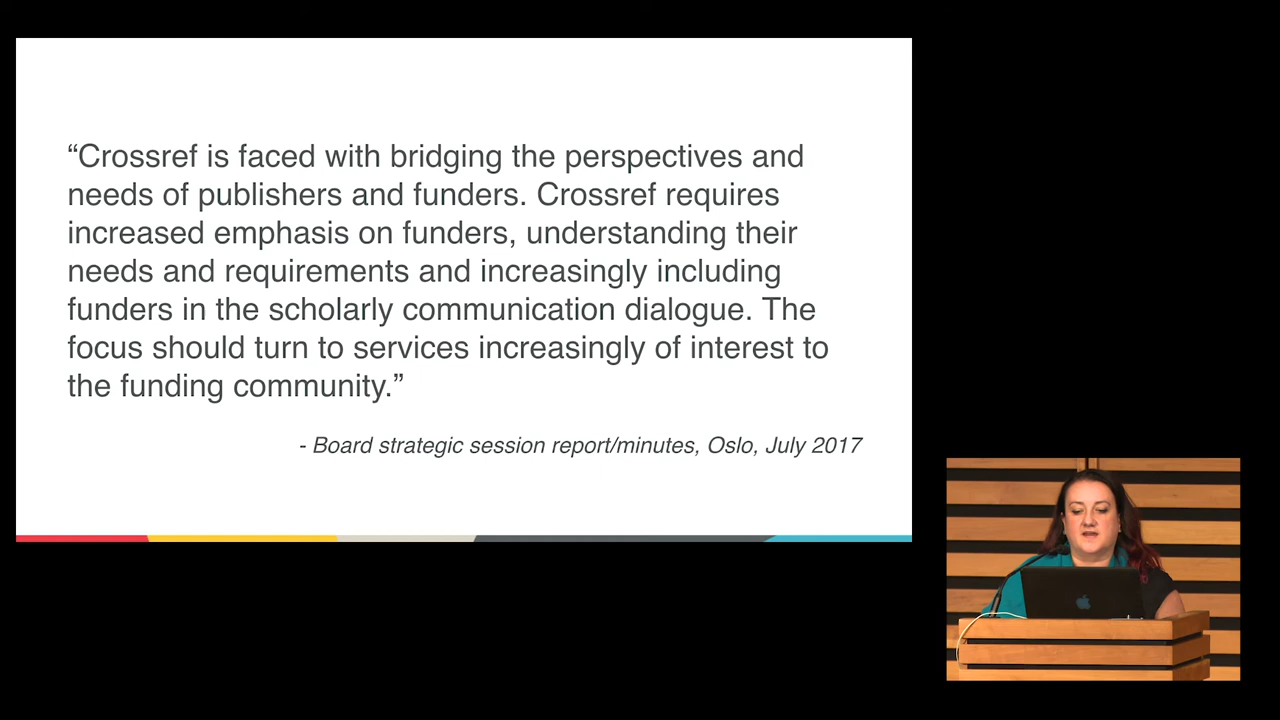 “Crossref is faced with bridging the perspectives and
needs of publishers and funders. Crossref requires
increased emphasis on funders, understanding their
needs and requirements and increasingly including
funders in the scholarly communication dialogue. The
focus should turn to services increasingly of interest to
the funding community.”
- Board strategic session report/minutes, Oslo, July 2017